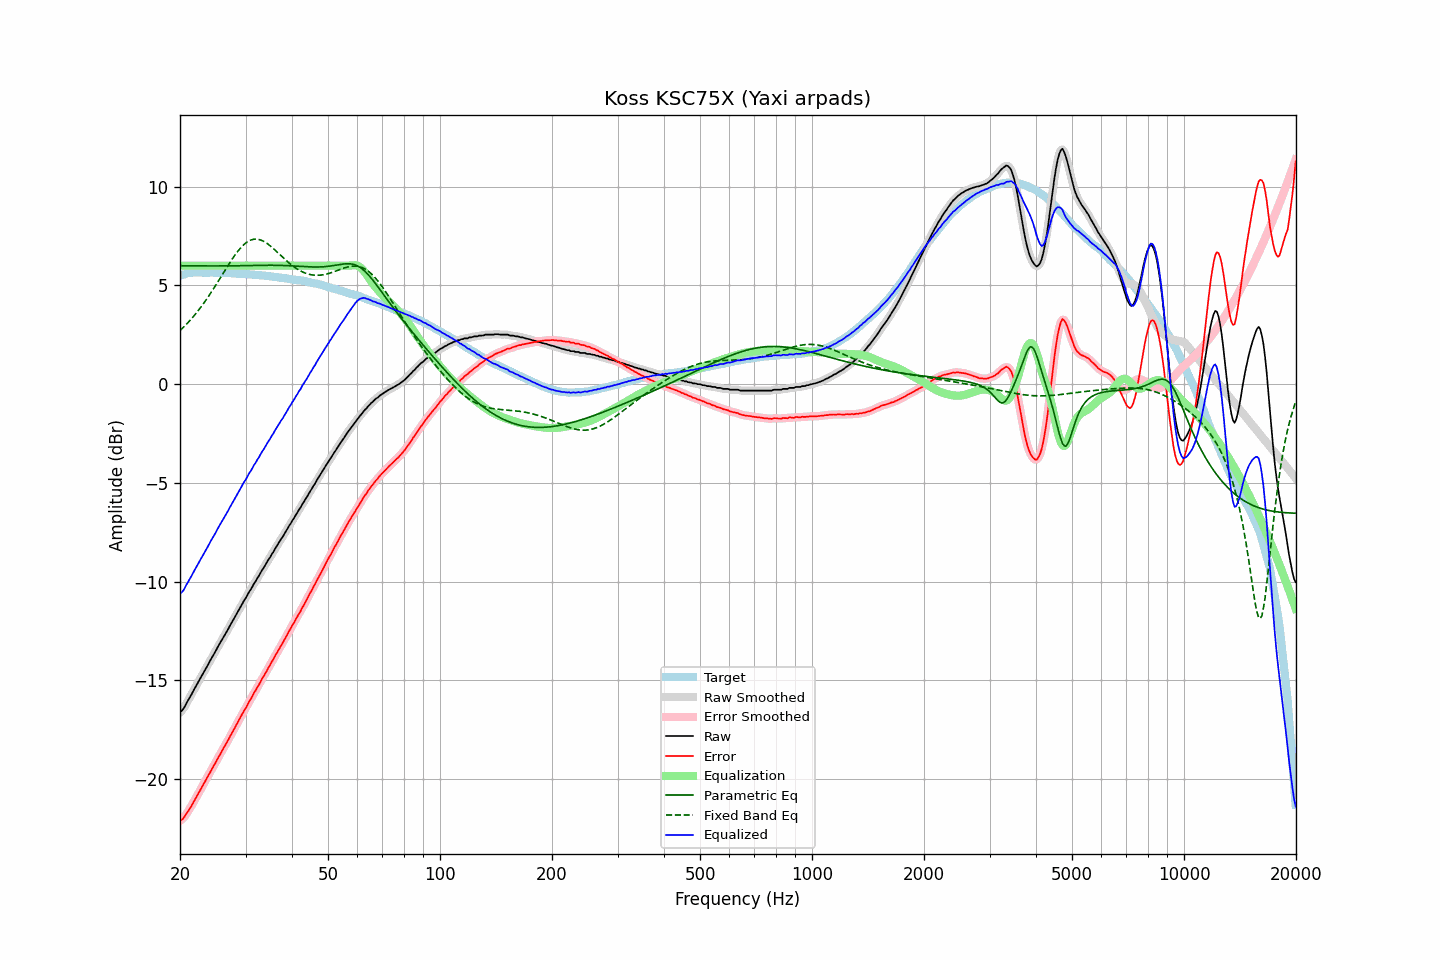 Koss KSC75X (Yaxi arpads)
Amplitude (dBr)
10
5
0
−5
−10
−15
−20
Target
Raw Smoothed
Error Smoothed
Raw
Error
Equalization
Parametric Eq
Fixed Band Eq
Equalized
20 50 100 200 500 1000 2000 5000 10000 20000
Frequency (Hz)